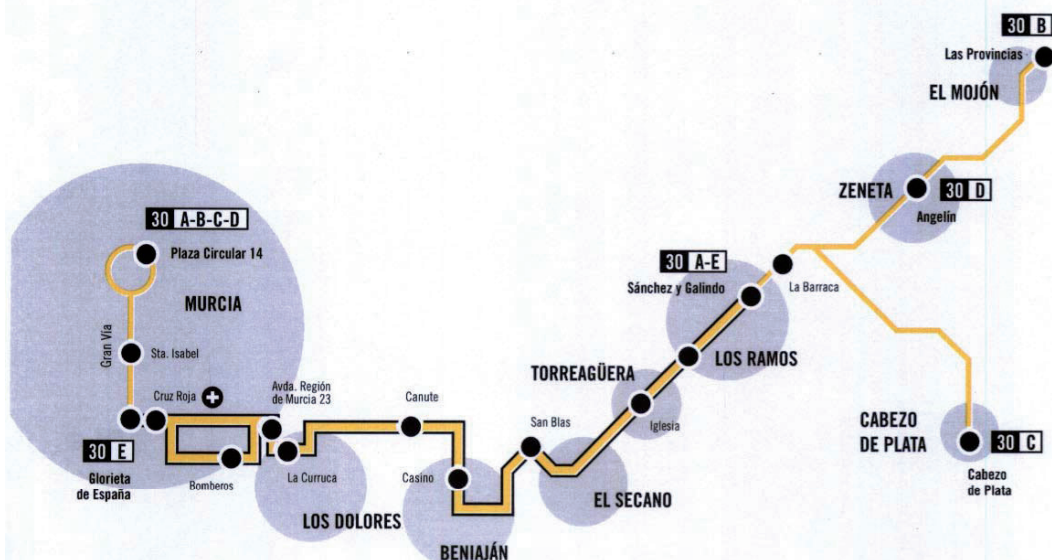 30 B
Las Provincias
EL MOJÓN
ZENETA
30 D
Angelín
30 A-B-C-D
Plaza Circular 14
MURCIA
Gran Vía
Sta. Isabel
30 A-E
Sánchez y Galindo
La Barraca
LOS RAMOS
TORREAGÜERA
Iglesia
Cruz Roja
Avda. Región
de Murcia 23
Canute
San Blas
30 E
Glorieta
de España
Bomberos
La Curruca
Casino
LOS DOLORES
BENIAJÁN
EL SECANO
CABEZO
DE PLATA
30 C
Cabezo
de Plata